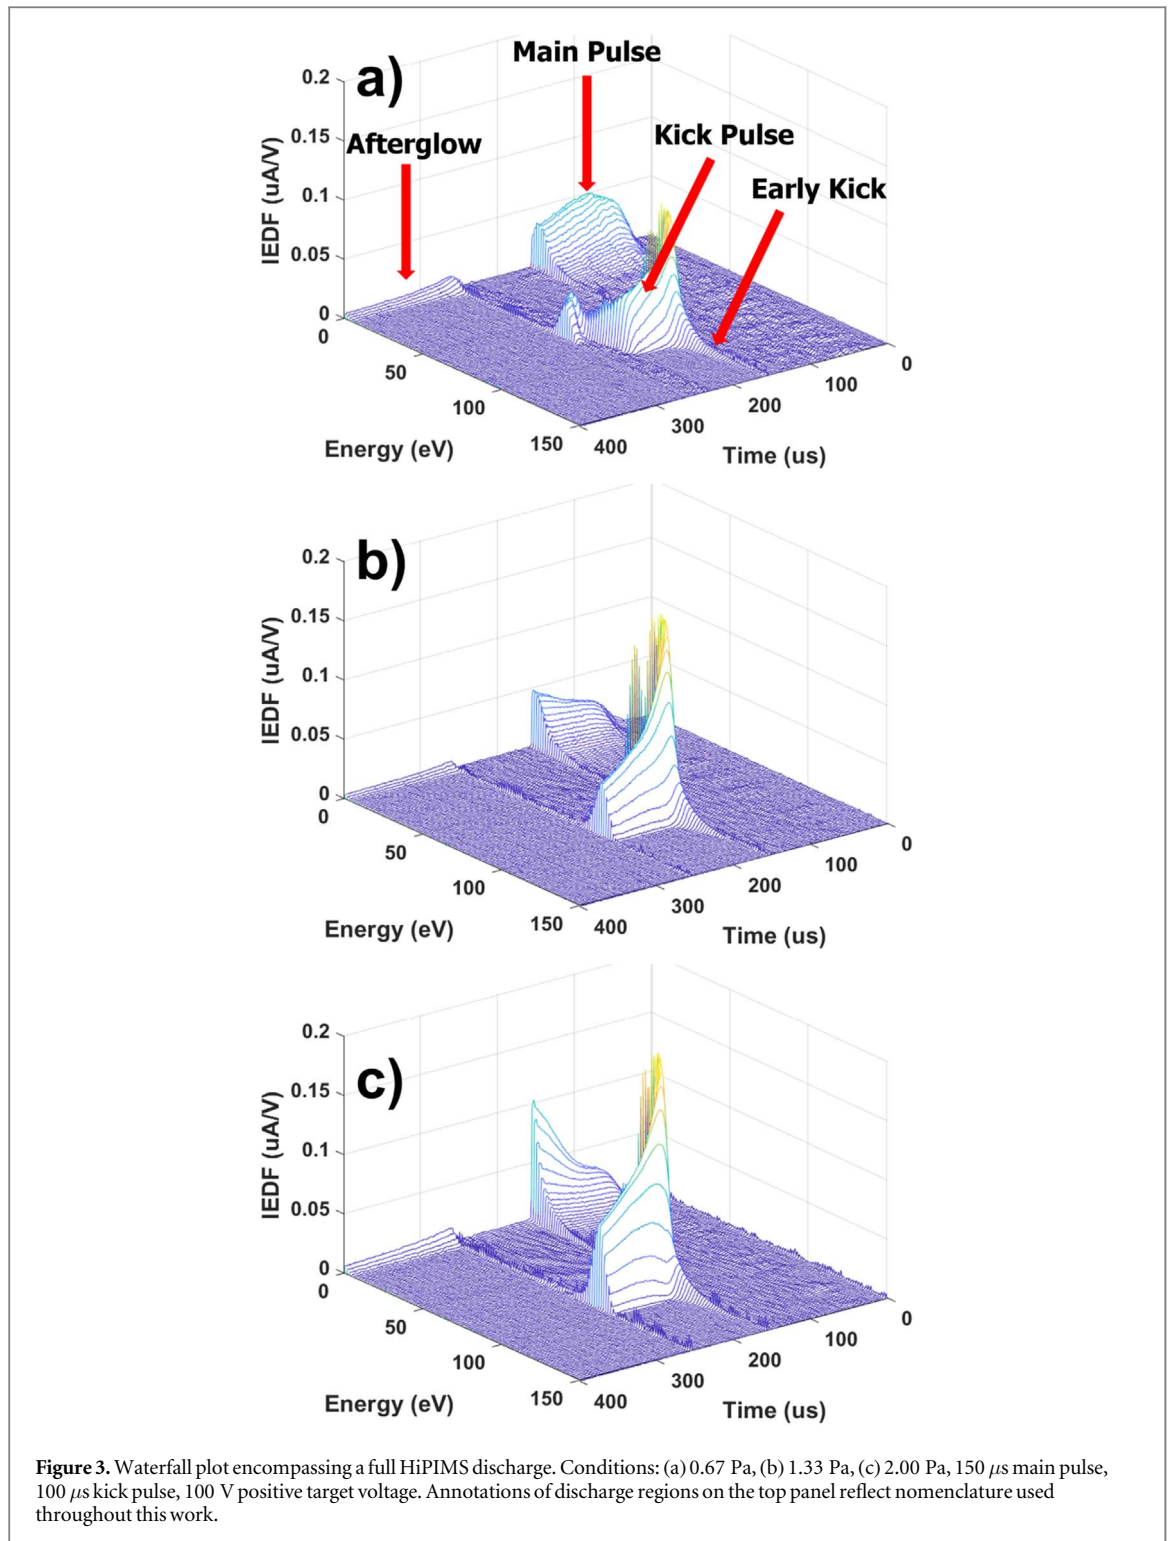 a)
Main Pulse
Afterglow
Kick Pulse
Early Kick
IEDF (uA/V)
0.2
0.15
0.1
0.05
0
0
50
100
150
Energy (eV)
400
300
200
100
0
Time (us)
b)
IEDF (uA/V)
0.2
0.15
0.1
0.05
0
0
50
100
150
Energy (eV)
400
300
200
100
0
Time (us)
c)
IEDF (uA/V)
0.2
0.15
0.1
0.05
0
0
50
100
150
Energy (eV)
400
300
200
100
0
Time (us)
Figure 3. Waterfall plot encompassing a full HiPIMS discharge. Conditions: (a) 0.67 Pa, (b) 1.33 Pa, (c) 2.00 Pa, 150 μs main pulse,
100 μs kick pulse, 100 V positive target voltage. Annotations of discharge regions on the top panel reflect nomenclature used
throughout this work.